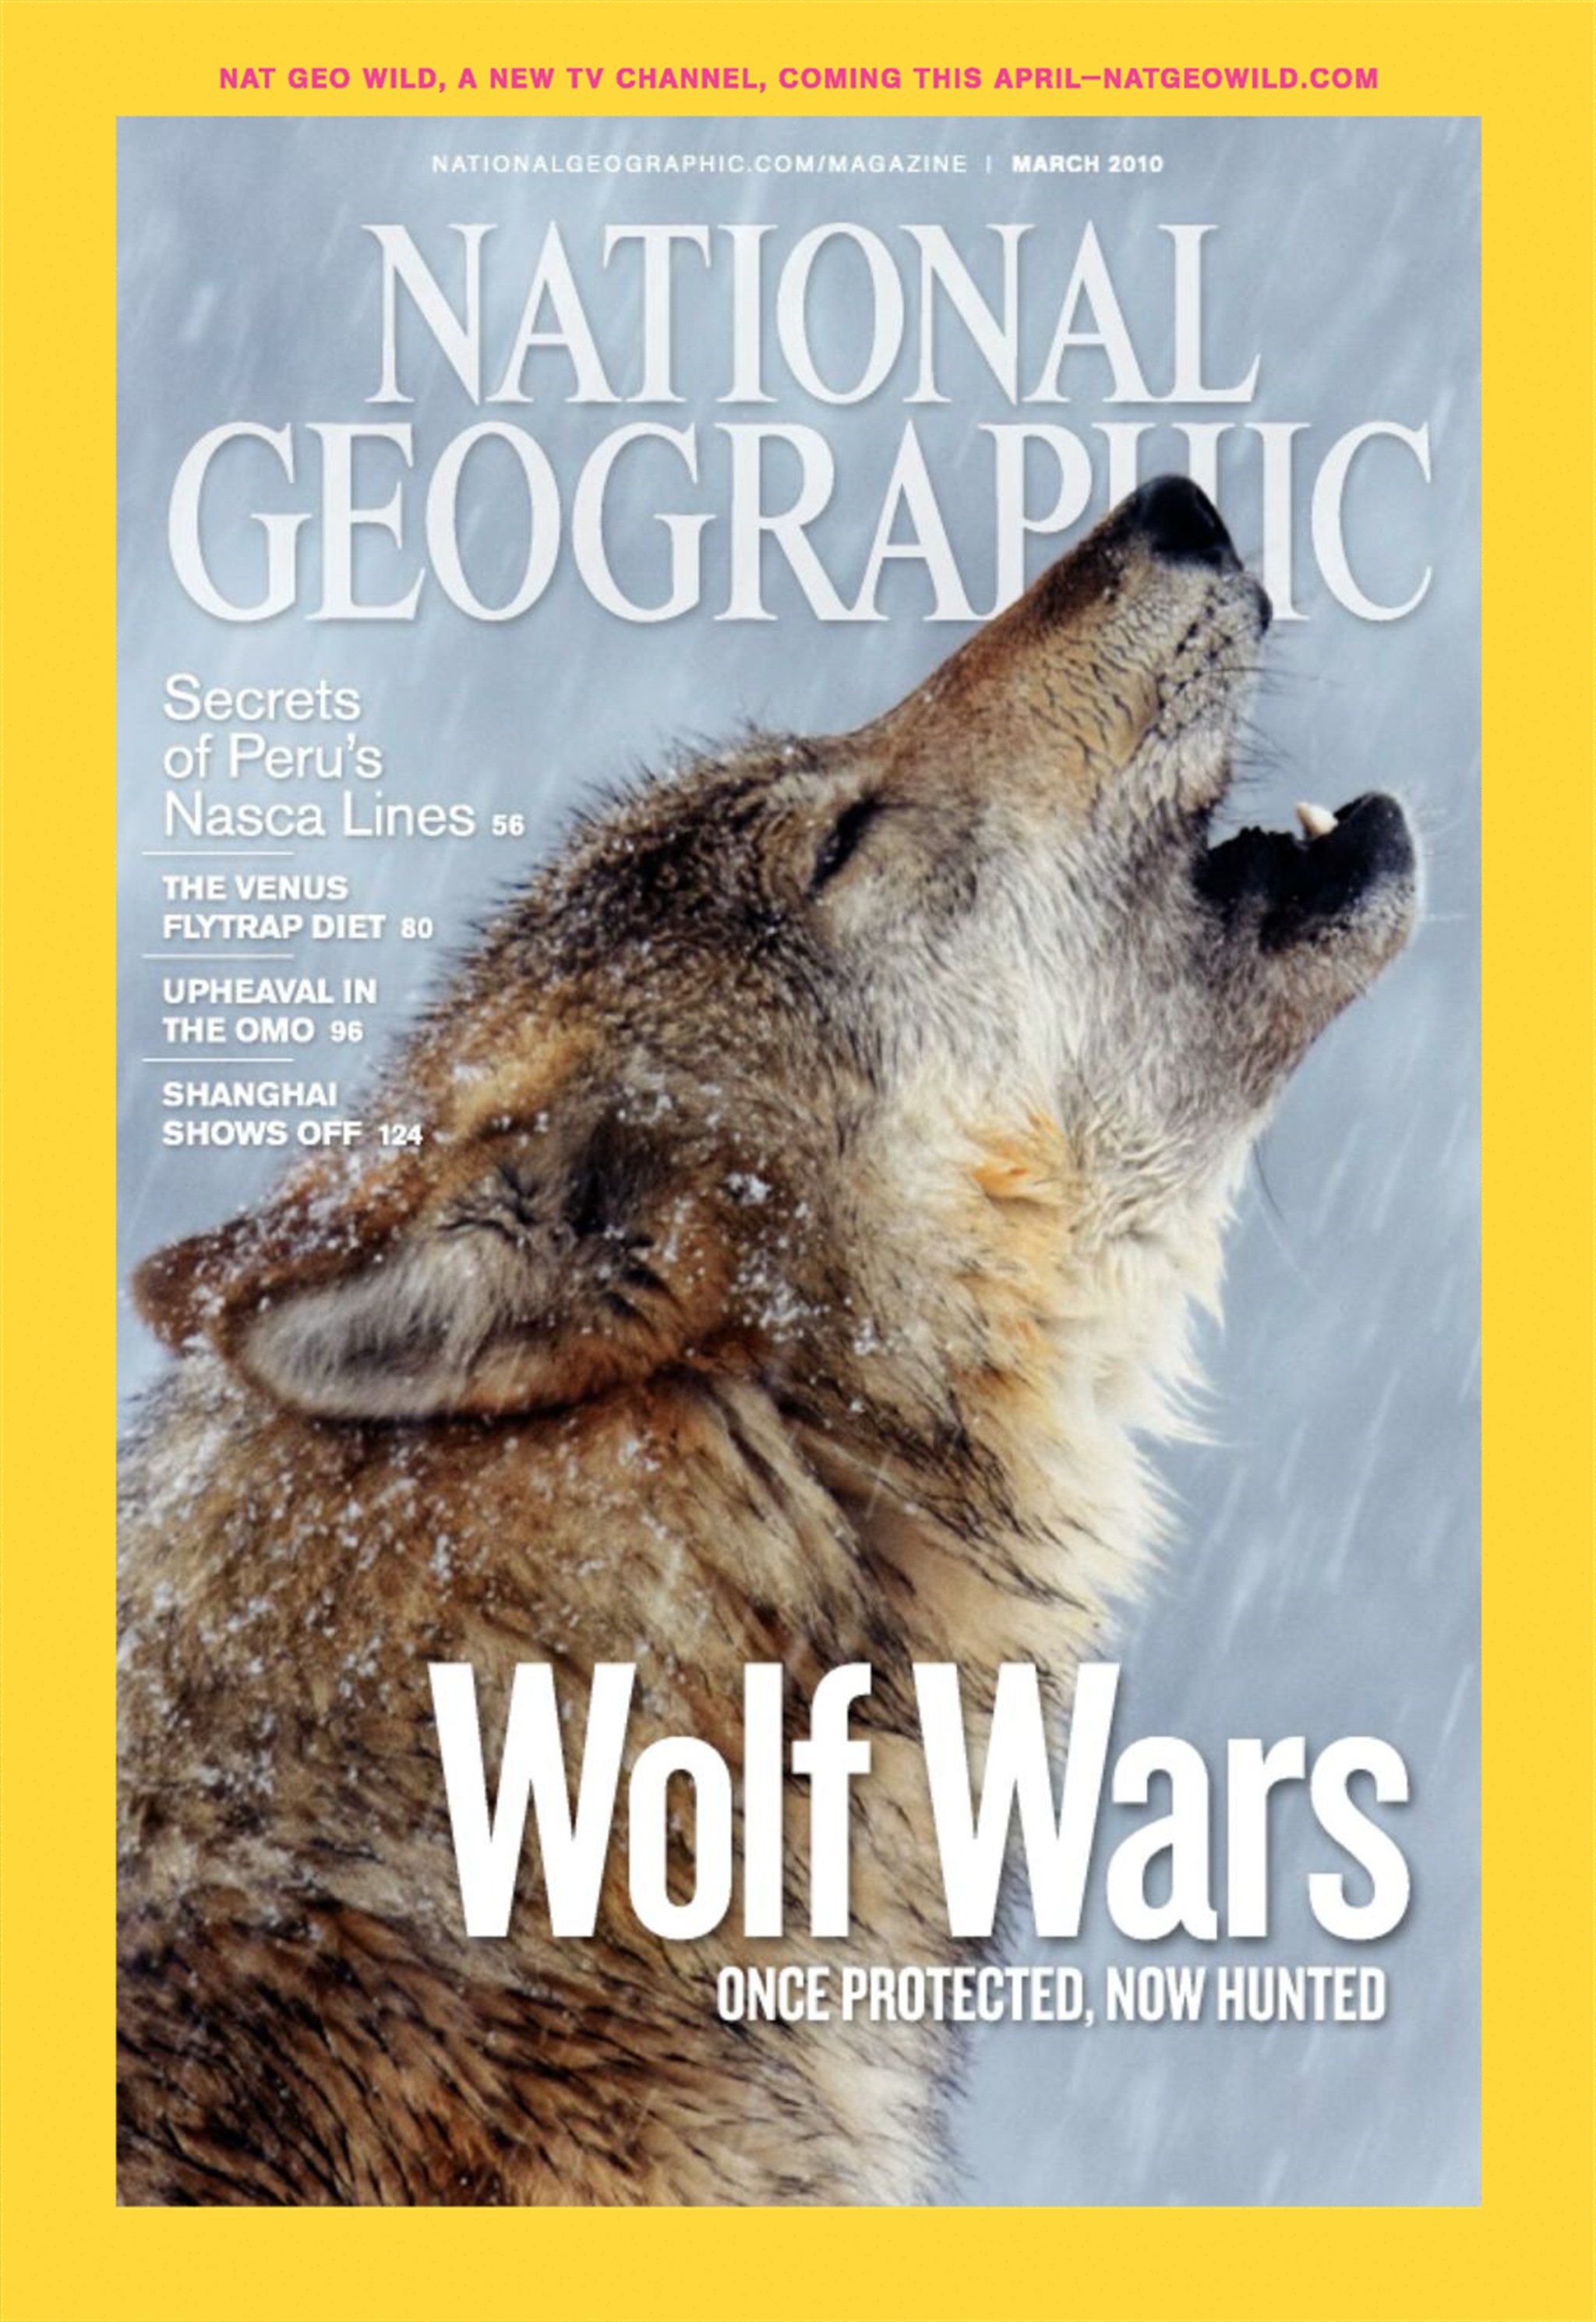 NAT GEO WILD, A NEW TV CHANNEL, COMING THIS APRIL—NATGEOWILD.COM
NATIONALGEOGRAPHIC.COM/MAGAZINE | MARCH 2010
NATIONAL
GEOGRAPHIC
Secrets
of Peru's
Nasca Lines 56
THE VENUS
FLYTRAP DIET 80
UPHEAVAL IN
THE OMO 96
SHANGHAI
SHOWS OFF 124
Wolf Wars
ONCE PROTECTED, NOW HUNTED